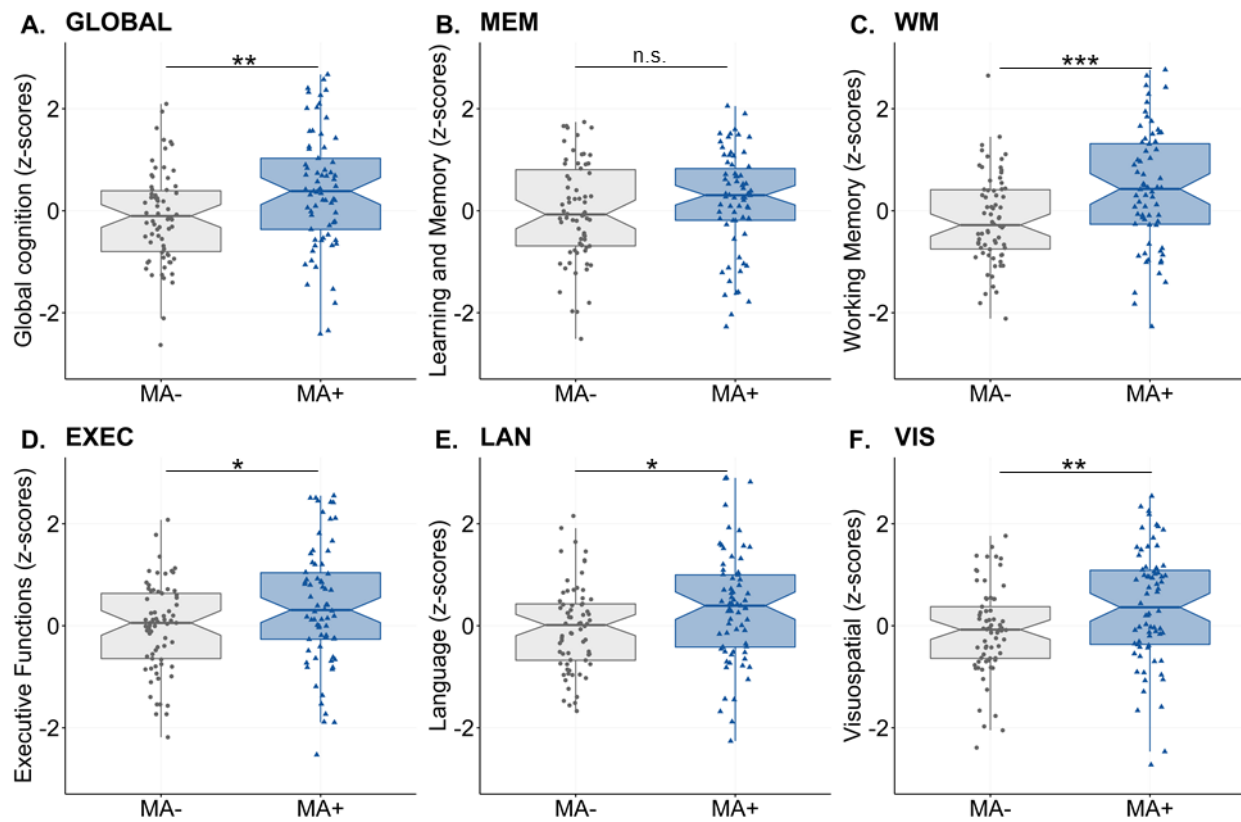 A. GLOBAL
**
Global cognition (z-scores)
2
0
-2
MA-
MA+
B. MEM
n.s.
Learning and Memory (z-scores)
2
0
-2
MA-
MA+
C. WM
***
Working Memory (z-scores)
2
0
-2
MA-
MA+
D. EXEC
*
Executive Functions (z-scores)
2
0
-2
MA-
MA+
E. LAN
*
Language (z-scores)
2
0
-2
MA-
MA+
F. VIS
**
Visuospatial (z-scores)
2
0
-2
MA-
MA+